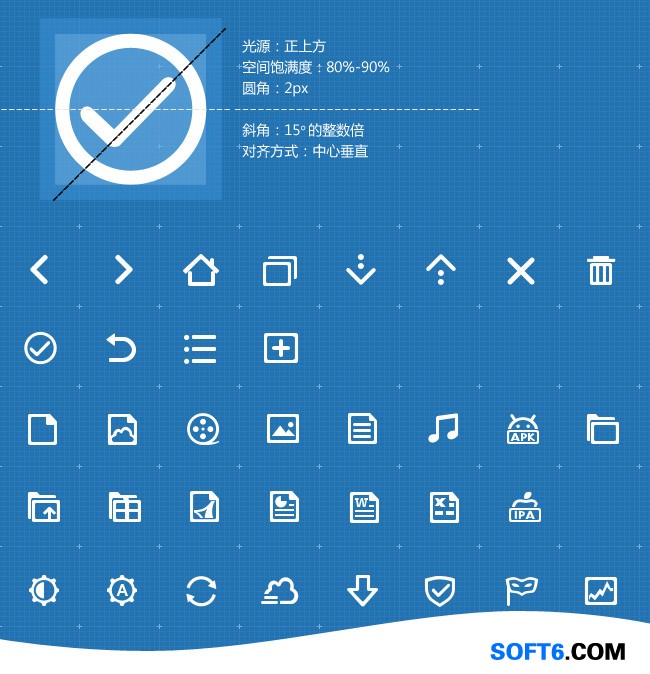 光源：正上方
空间饱满度：80%-90%
圆角：2px
斜角：15°的整数倍
对齐方式：中心垂直
APK
W
X
IPA
A
SOFT6.COM